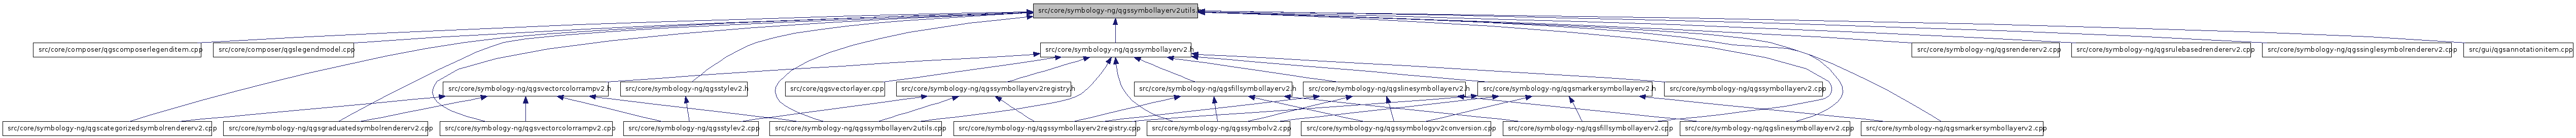 src/core/symbology-ng/qgssymbollayerv2utils.h
src/core/composer/qgscomposerlegenditem.cpp
src/core/composer/qgslegendmodel.cpp
src/core/symbology-ng/qgssymbollayerv2.h
src/core/symbology-ng/qgsrendererv2.cpp
src/core/symbology-ng/qgsrulebasedrendererv2.cpp
src/core/symbology-ng/qgssinglesymbolrendererv2.cpp
src/gui/qgsannotationitem.cpp
src/core/symbology-ng/qgsvectorcolorrampv2.h
src/core/symbology-ng/qgsstylev2.h
src/core/qgsvectorlayer.cpp
src/core/symbology-ng/qgssymbollayerv2registry.h
src/core/symbology-ng/qgsfillsymbollayerv2.h
src/core/symbology-ng/qgslinesymbollayerv2.h
src/core/symbology-ng/qgsmarkersymbollayerv2.h
src/core/symbology-ng/qgssymbollayerv2.cpp
src/core/symbology-ng/qgscategorizedsymbolrendererv2.cpp
src/core/symbology-ng/qgsgraduatedsymbolrendererv2.cpp
src/core/symbology-ng/qgsvectorcolorrampv2.cpp
src/core/symbology-ng/qgsstylev2.cpp
src/core/symbology-ng/qgssymbollayerv2utils.cpp
src/core/symbology-ng/qgssymbollayerv2registry.cpp
src/core/symbology-ng/qgssymbolv2.cpp
src/core/symbology-ng/qgssymbologyv2conversion.cpp
src/core/symbology-ng/qgsfillsymbollayerv2.cpp
src/core/symbology-ng/qgslinesymbollayerv2.cpp
src/core/symbology-ng/qgsmarkersymbollayerv2.cpp